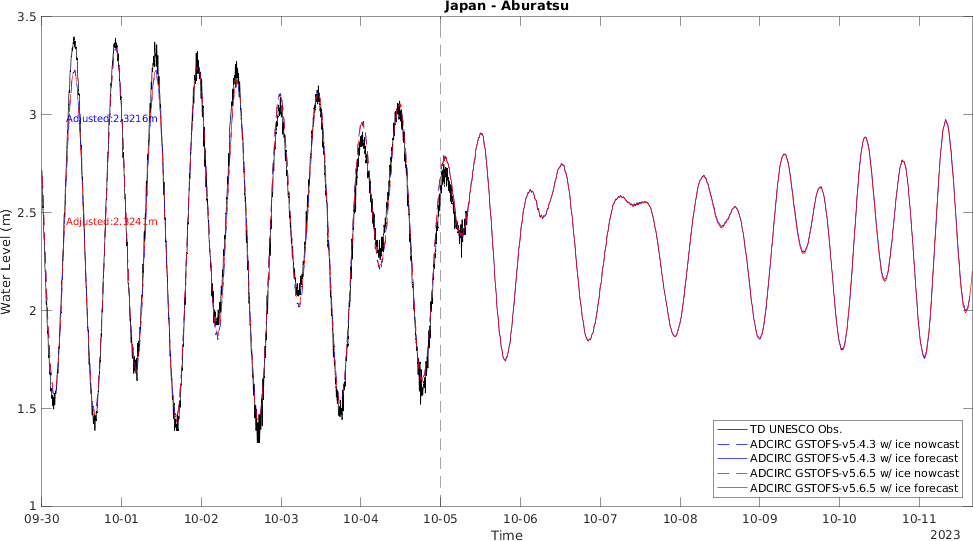 Japan - Aburatsu
3.5
3
2.5
2
1.5
1
Water Level (m)
Adjusted:2.3216m
Adjusted:2.3241m
TD UNESCO Obs.
ADCIRC GSTOFS-v5.4.3 w/ ice nowcast
ADCIRC GSTOFS-v5.4.3 w/ ice forecast
ADCIRC GSTOFS-v5.6.5 w/ ice nowcast
ADCIRC GSTOFS-v5.6.5 w/ ice forecast
09-30 10-01 10-02 10-03 10-04 10-05 10-06 10-07 10-08 10-09 10-10 10-11
Time
2023